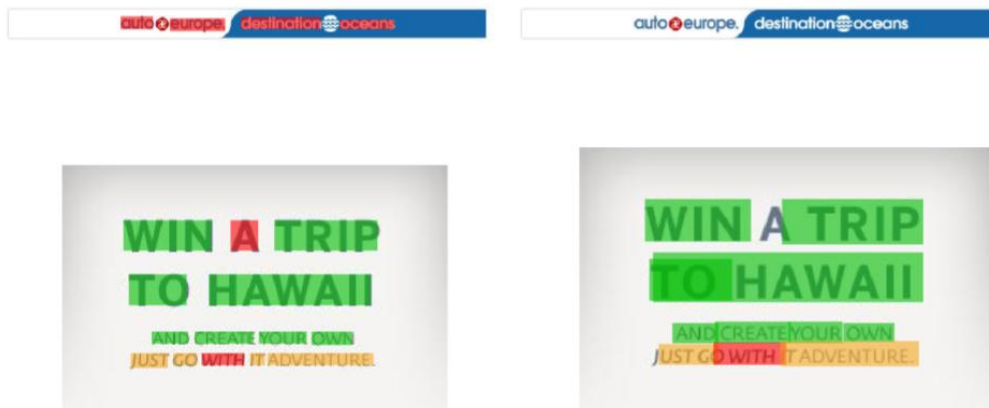 auto europe. destination oceans
auto europe. destination oceans
WIN A TRIP
TO HAWAII
AND CREATE YOUR OWN
JUST GO WITH IT ADVENTURE.
WIN A TRIP
TO HAWAII
AND CREATE YOUR OWN
JUST GO WITH IT ADVENTURE.